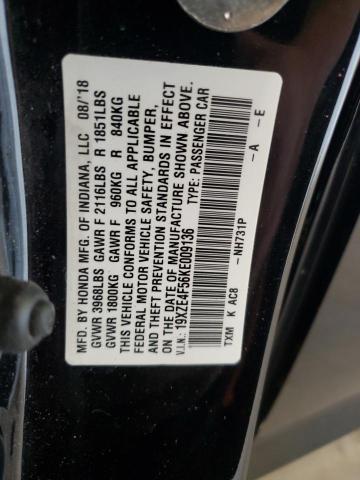 MFD. BY HONDA MFG. OF INDIANA, LLC 08/'18
GVWR 3968LBS GAWR F 2116LBS R 1851LBS
GVWR 1800KG GAWR F 960KG R 840KG
THIS VEHICLE CONFORMS TO ALL APPLICABLE
FEDERAL MOTOR VEHICLE SAFETY, BUMPER,
AND THEFT PREVENTION STANDARDS IN EFFECT
ON THE DATE OF MANUFACTURE SHOWN ABOVE.
V.I.N.: 19XZE4F56KE009136 TYPE: PASSENGER CAR
TXM K AC8 -NH731P -A -E